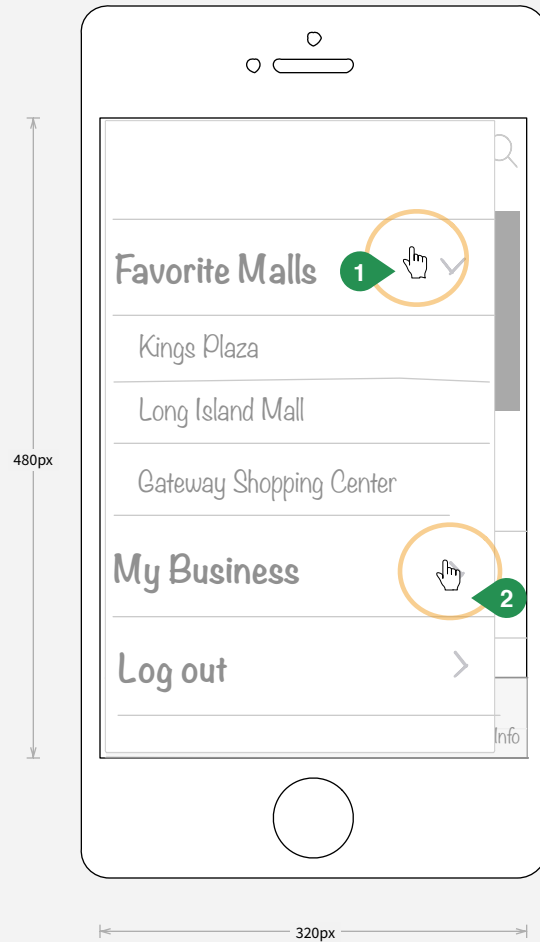 Favorite Malls
1
Kings Plaza
Long Island Mall
480px
Gateway Shopping Center
My Business
2
Log out
Info
320px